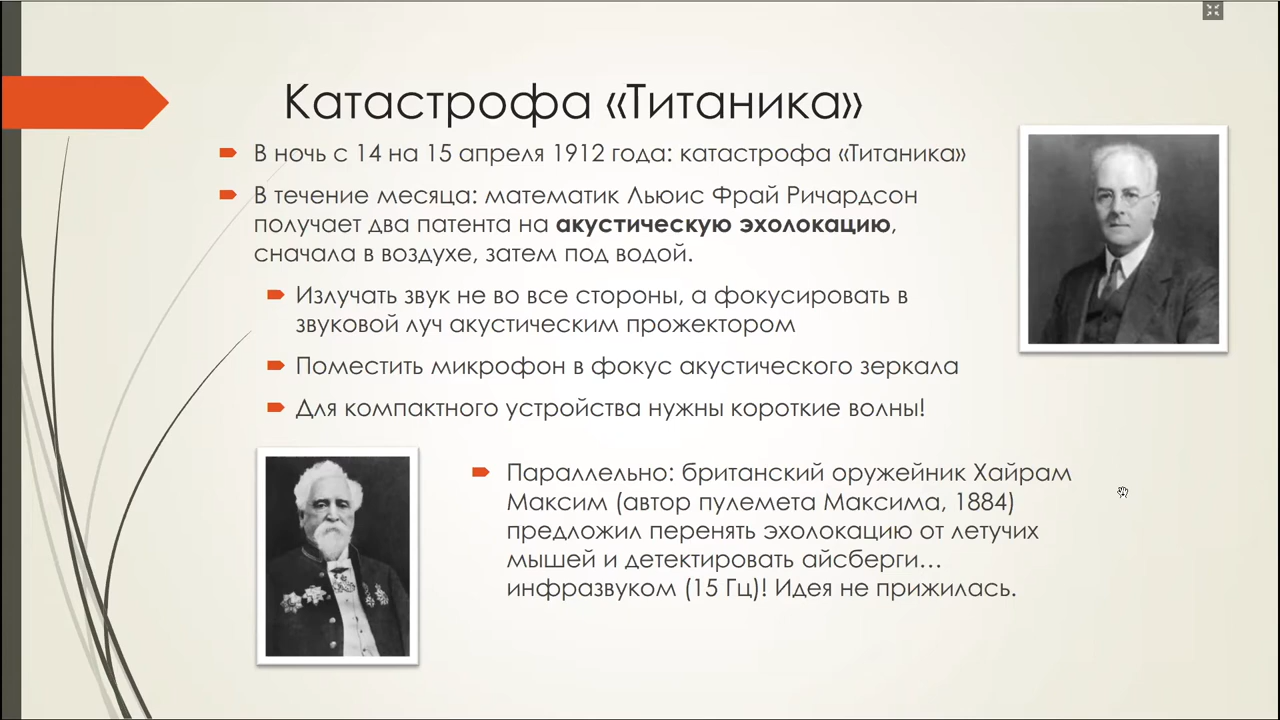 Катастрофа «Титаника»
В ночь с 14 на 15 апреля 1912 года: катастрофа «Титаника»
В течение месяца: математик Льюис Фрай Ричардсон
получает два патента на акустическую эхолокацию,
сначала в воздухе, затем под водой.
Излучать звук не во все стороны, а фокусировать в
звуковой луч акустическим прожектором
Поместить микрофон в фокус акустического зеркала
Для компактного устройства нужны короткие волны!
Параллельно: британский оружейник Хайрам
Максим (автор пулемета Максима, 1884)
предложил перенять эхолокацию от летучих
мышей и детектировать айсберги…
инфразвуком (15 Гц)! Идея не прижилась.